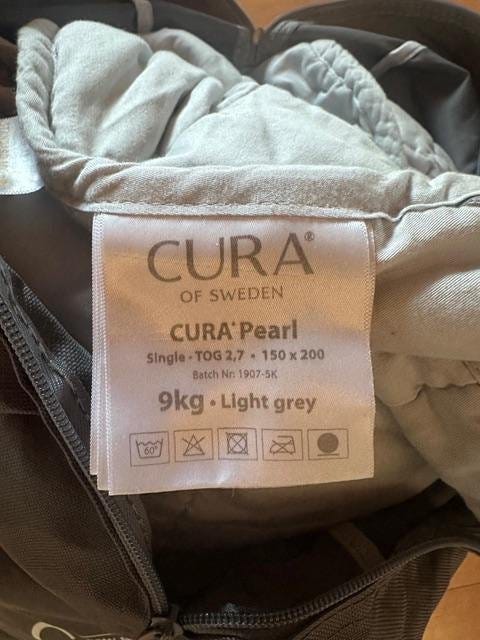 CURA®
OF SWEDEN
CURA® Pearl
Single • TOG 2,7 • 150 x 200
Batch Nr: 1907-5K
9kg • Light grey
60°